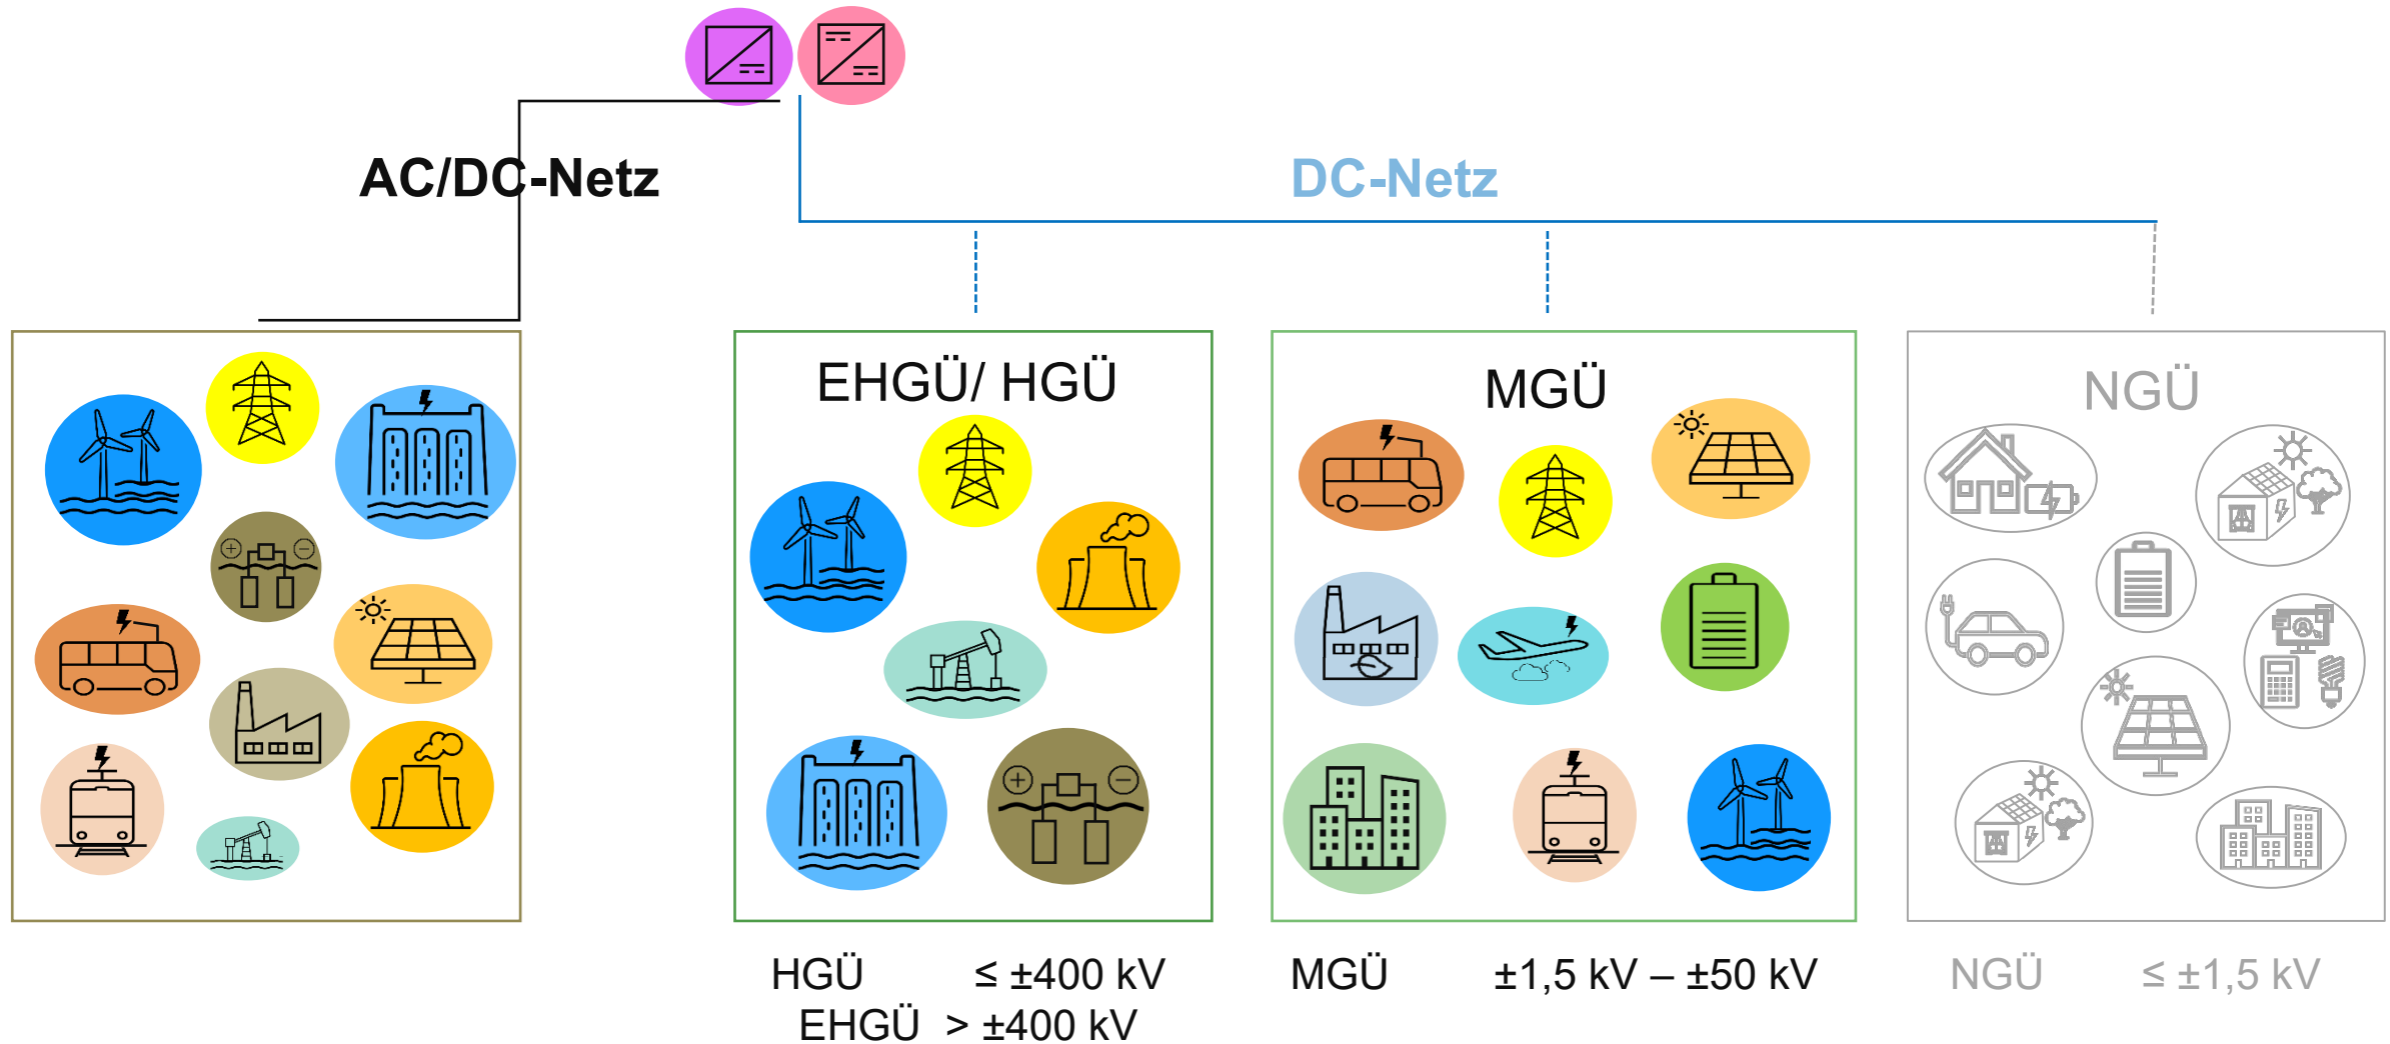 AC/DC-Netz
DC-Netz
EHGÜ/ HGÜ
MGÜ
NGÜ
HGÜ ≤ ±400 kV
EHGÜ > ±400 kV
MGÜ ±1,5 kV – ±50 kV
NGÜ ≤ ±1,5 kV